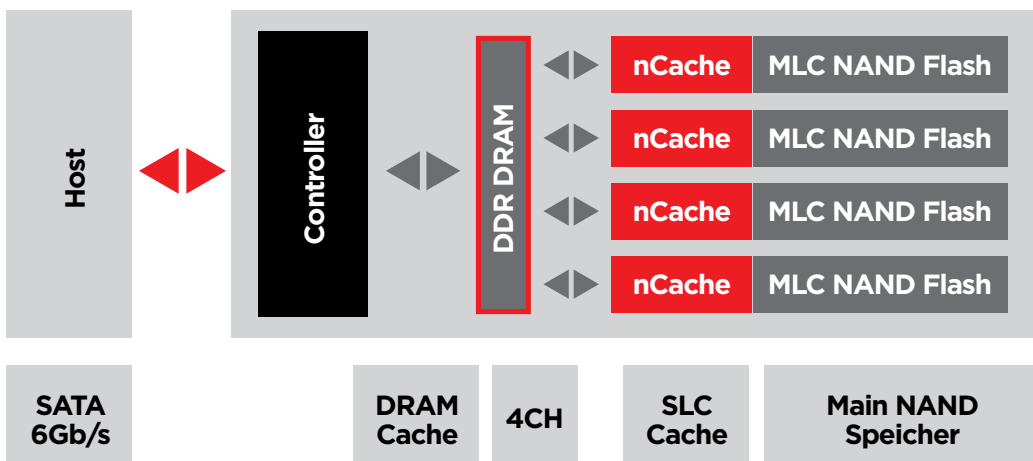 Host
Controller
DDR DRAM
nCache MLC NAND Flash
nCache MLC NAND Flash
nCache MLC NAND Flash
nCache MLC NAND Flash
SATA
6Gb/s
DRAM
Cache
4CH
SLC
Cache
Main NAND
Speicher